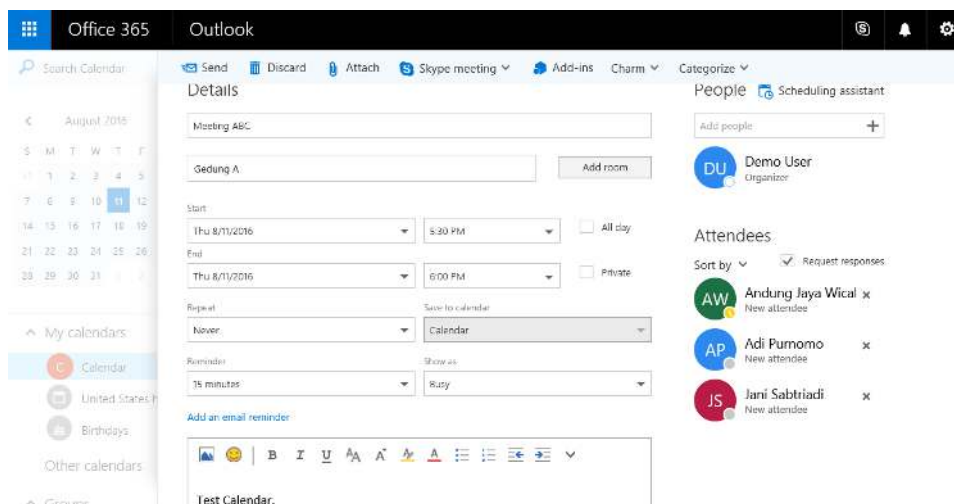 Office 365 Outlook
Search Calendar
Send Discard Attach Skype meeting Add-ins Charm Categorize
Details
Meeting ABC
Gedung A
Add room
Start
Thu 8/11/2016 5:30 PM All day
End
Thu 8/11/2016 6:00 PM Private
Repeat Save to calendar
Never Calendar
Reminder Show as
15 minutes Busy
Add an email reminder
B I U
Test Calendar.
People Scheduling assistant
Add people
DU Demo User
Organizer
Attendees
Sort by Request responses
AW Andung Jaya Wical
New attendee
AP Adi Purnomo
New attendee
JS Jani Sabtriadi
New attendee
August 2016
S M T W T F
1 2 3 4 5
7 8 9 10 11 12
14 15 16 17 18 19
21 22 23 24 25 26
28 29 30 31
My calendars
C Calendar
United States
Birthdays
Other calendars
Groups